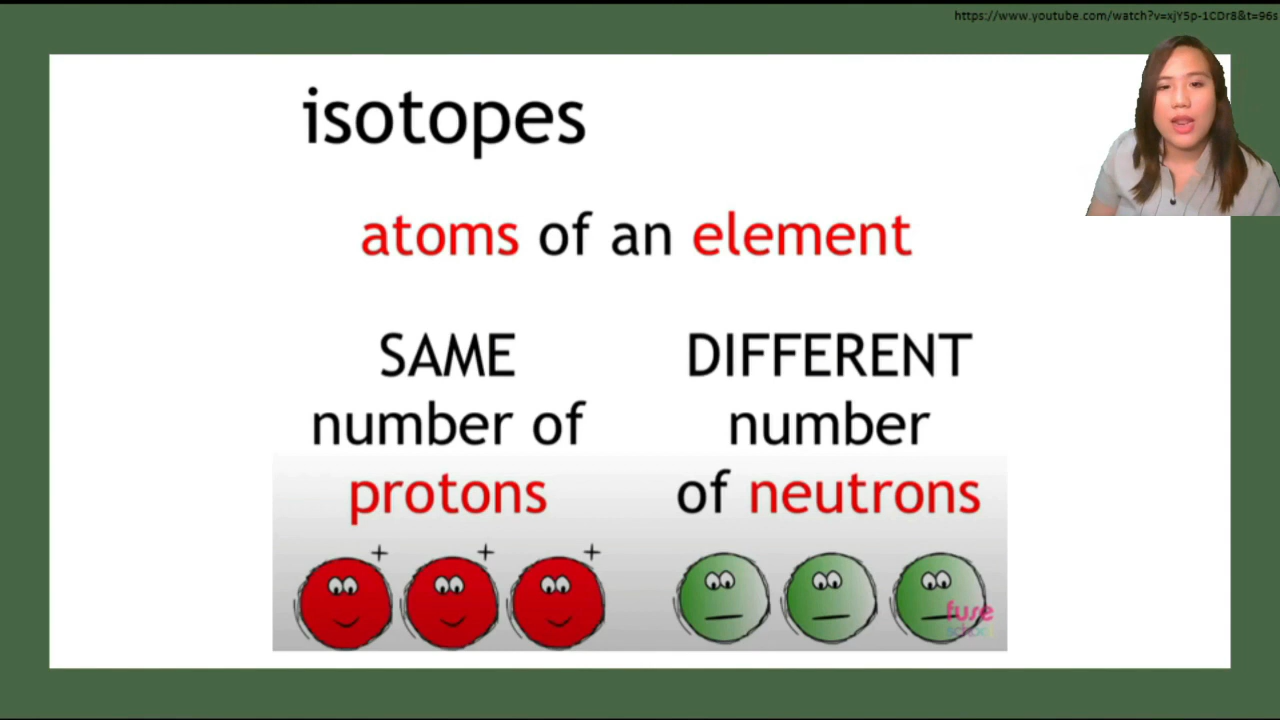 https://www.youtube.com/watch?v=xjY5p-1CDr8&t=96s
isotopes
atoms of an element
SAME
number of
protons
DIFFERENT
number
of neutrons
+ + +
fuse
school